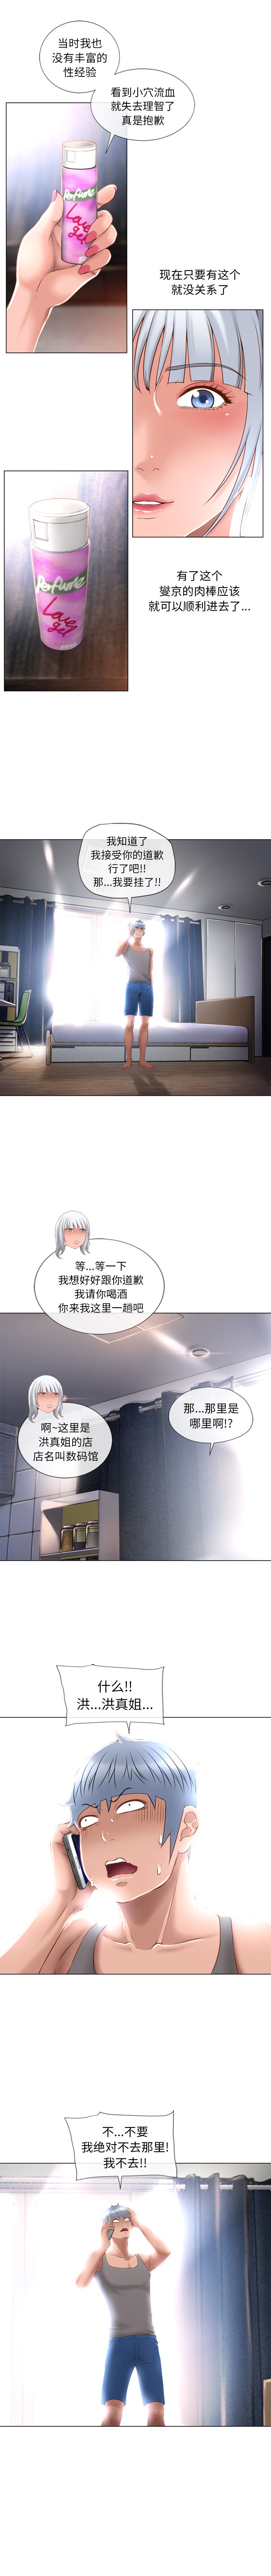 当时我也
没有丰富的
性经验
看到小穴流血
就失去理智了
真是抱歉
Perfume
Love
gel
现在只要有这个
就没关系了
Perfume
Love
gel
有了这个
燮京的肉棒应该
就可以顺利进去了...
我知道了
我接受你的道歉
行了吧!!
那...我要挂了!!
等...等一下
我想好好跟你道歉
我请你喝酒
你来我这里一趟吧
那...那里是
哪里啊!?
啊~这里是
洪真姐的店
店名叫数码馆
什么!!
洪...洪真姐...
不...不要
我绝对不去那里!
我不去!!